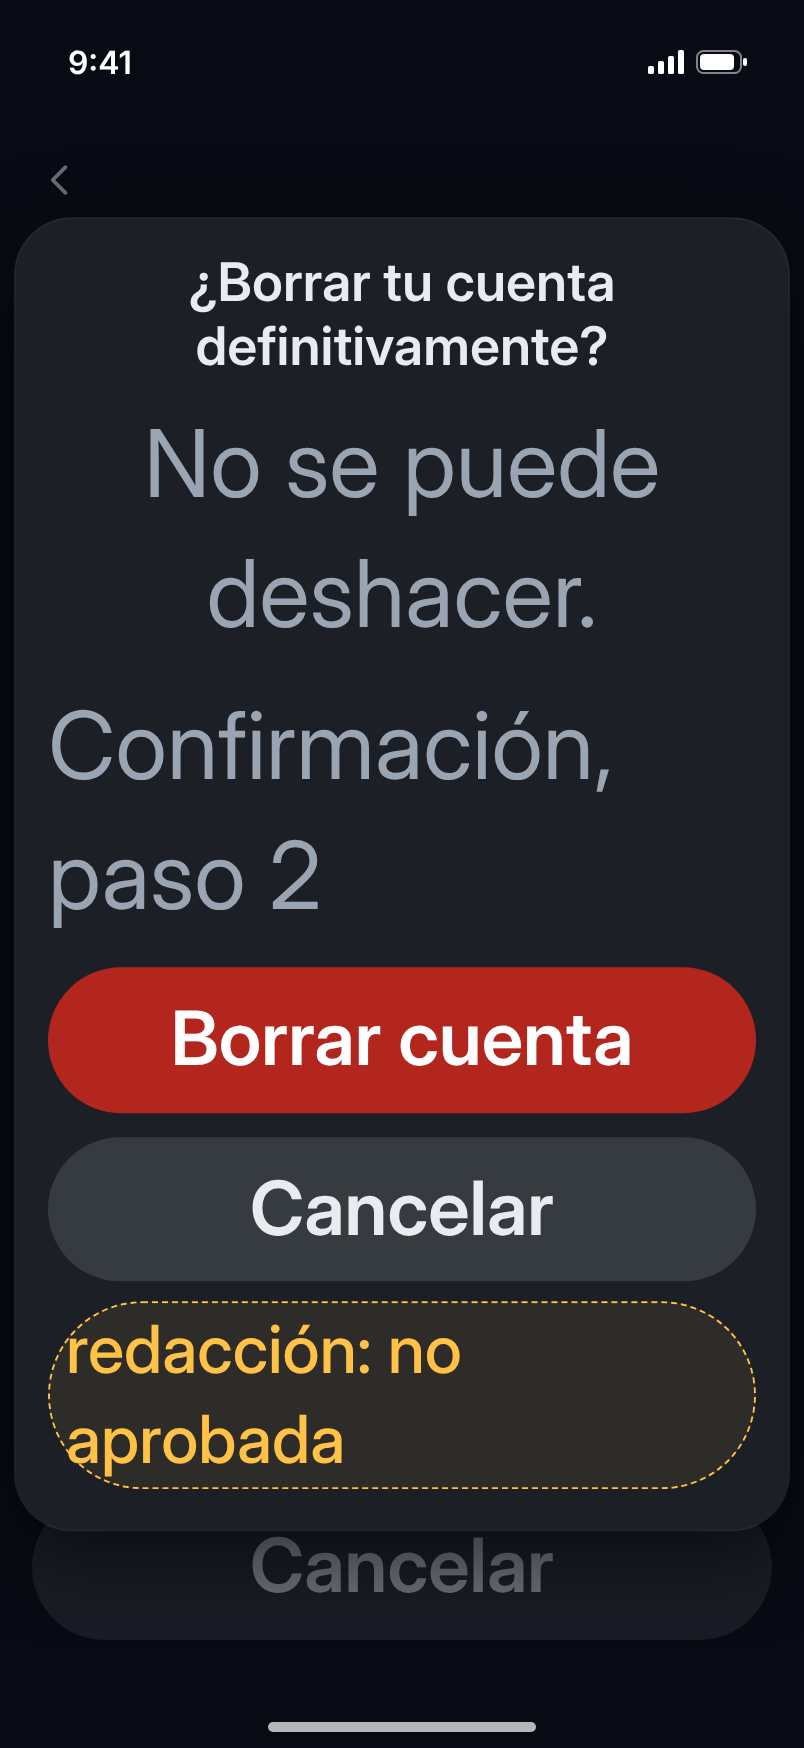 9:41
¿Borrar tu cuenta
definitivamente?
No se puede
deshacer.
Confirmación,
paso 2
Borrar cuenta
Cancelar
redacción: no
aprobada
Cancelar